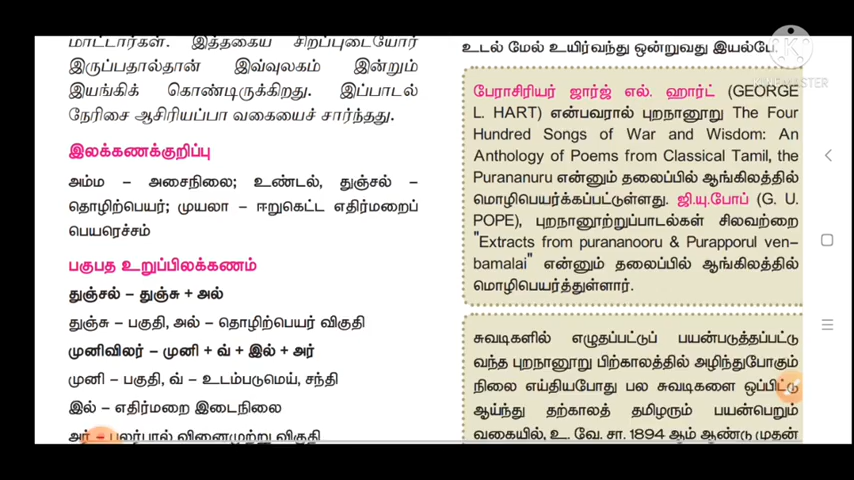 மாட்டார்கள். இத்தகைய சிறப்புடையோர்
இருப்பதால்தான் இவ்வுலகம் இன்றும்
இயங்கிக் கொண்டிருக்கிறது. இப்பாடல்
நேரிசை ஆசிரியப்பா வகையைச் சார்ந்தது.
இலக்கணக்குறிப்பு
அம்ம – அசைநிலை; உண்டல், துஞ்சல் –
தொழிற்பெயர்; முயலா – ஈறுகெட்ட எதிர்மறைப்
பெயரெச்சம்
பகுபத உறுப்பிலக்கணம்
துஞ்சல் – துஞ்சு + அல்
துஞ்சு – பகுதி, அல் – தொழிற்பெயர் விகுதி
முனிவிலர் – முனி + வ் + இல் + அர்
முனி – பகுதி, வ் – உடம்படுமெய், சந்தி
இல் – எதிர்மறை இடைநிலை
அர் – பலர்பால் வினைமுற்று விகுதி
உடல் மேல் உயிர்வந்து ஒன்றுவது இயல்பே.
பேராசிரியர் ஜார்ஜ் எல். ஹார்ட் (GEORGE
L. HART) என்பவரால் புறநானூறு The Four
Hundred Songs of War and Wisdom: An
Anthology of Poems from Classical Tamil, the
Purananuru என்னும் தலைப்பில் ஆங்கிலத்தில்
மொழிபெயர்க்கப்பட்டுள்ளது. ஜி.யு.போப் (G. U.
POPE), புறநானூற்றுப்பாடல்கள் சிலவற்றை
"Extracts from purananooru & Purapporul ven-
bamalai" என்னும் தலைப்பில் ஆங்கிலத்தில்
மொழிபெயர்த்துள்ளார்.
சுவடிகளில் எழுதப்பட்டுப் பயன்படுத்தப்பட்டு
வந்த புறநானூறு பிற்காலத்தில் அழிந்துபோகும்
நிலை எய்தியபோது பல சுவடிகளை ஒப்பிட்டு
ஆய்ந்து தற்காலத் தமிழரும் பயன்பெறும்
வகையில், உ. வே. சா. 1894 ஆம் ஆண்டு முதன்
KINEMASTER